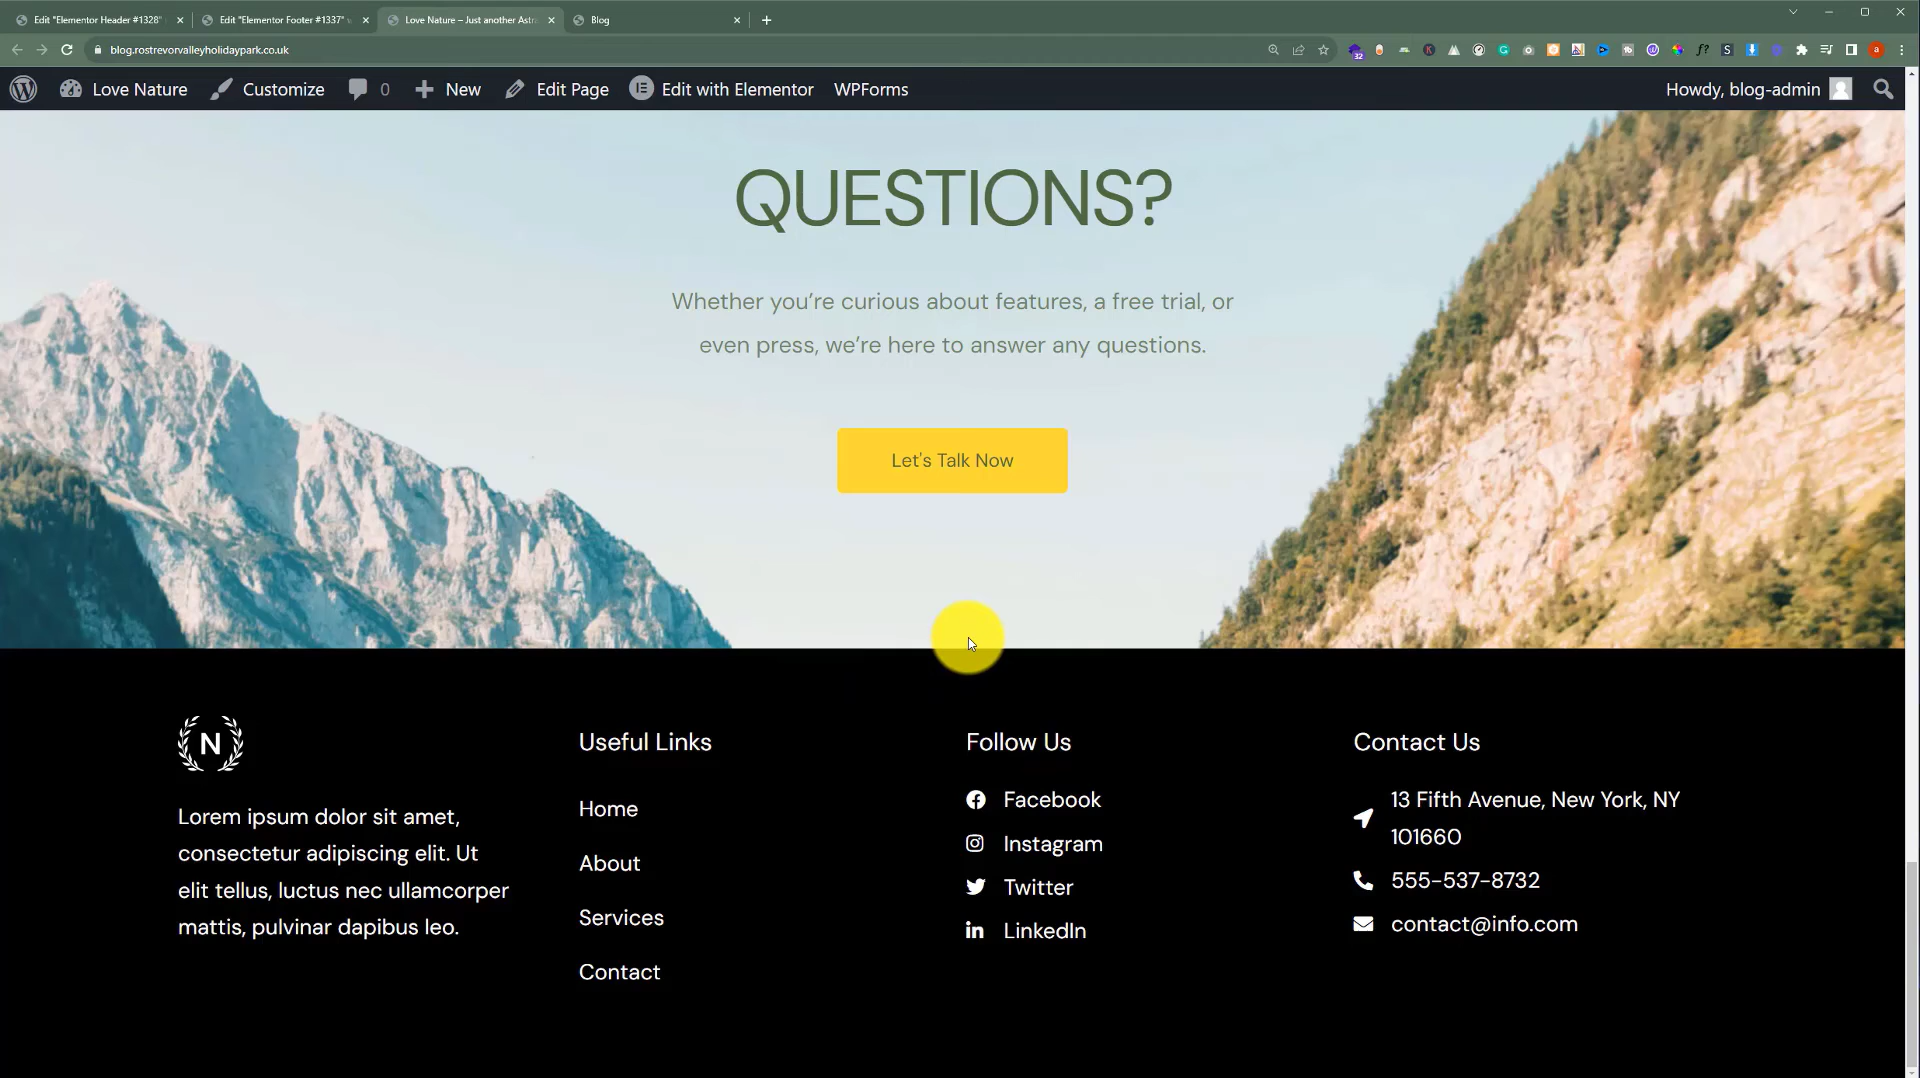 Edit "Elementor Header #1328"
Edit "Elementor Footer #1337" w
Love Nature – Just another Astra
Blog
blog.rostrevorvalleyholidaypark.co.uk
32
f?
S
a
Love Nature
Customize
0
New
Edit Page
Edit with Elementor
WPForms
Howdy, blog-admin
QUESTIONS?
Whether you're curious about features, a free trial, or
even press, we're here to answer any questions.
Let's Talk Now
N
Lorem ipsum dolor sit amet,
consectetur adipiscing elit. Ut
elit tellus, luctus nec ullamcorper
mattis, pulvinar dapibus leo.
Useful Links
Home
About
Services
Contact
Follow Us
Facebook
Instagram
Twitter
LinkedIn
Contact Us
13 Fifth Avenue, New York, NY
101660
555-537-8732
contact@info.com